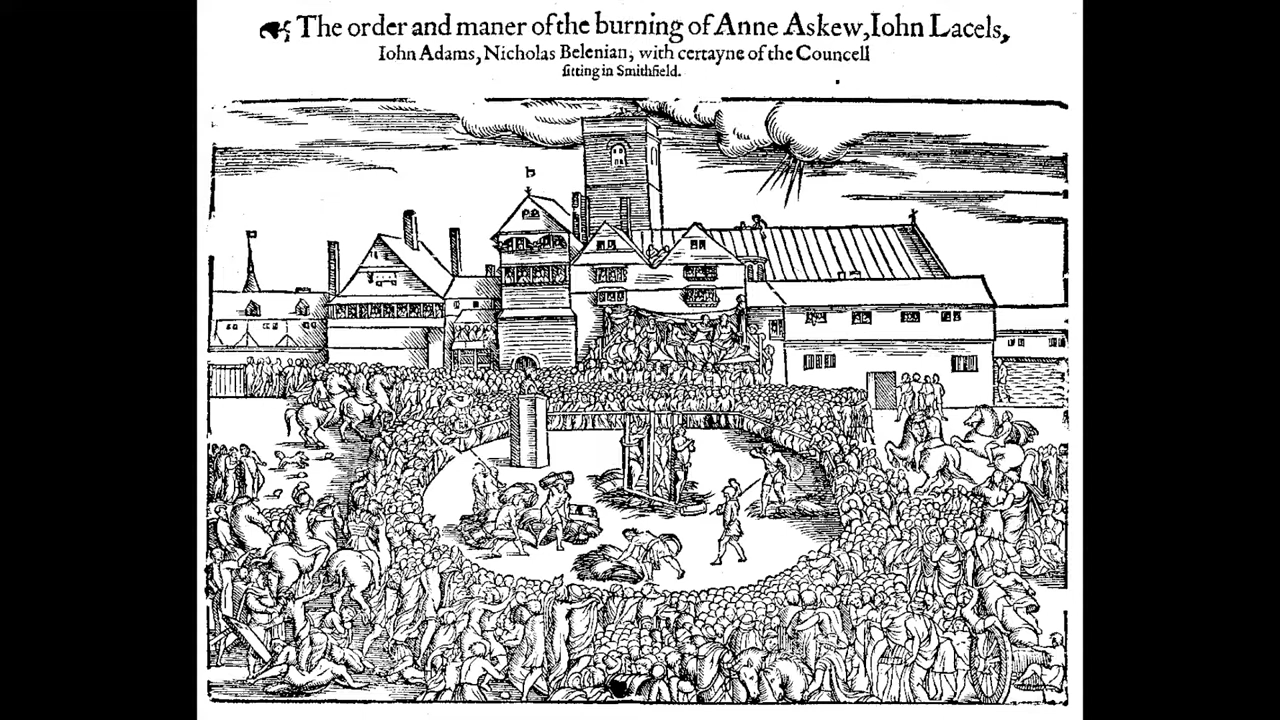 The order and maner of the burning of Anne Askew, Iohn Lacels,
Iohn Adams, Nicholas Belenian, with certayne of the Councell
sitting in Smithfield.